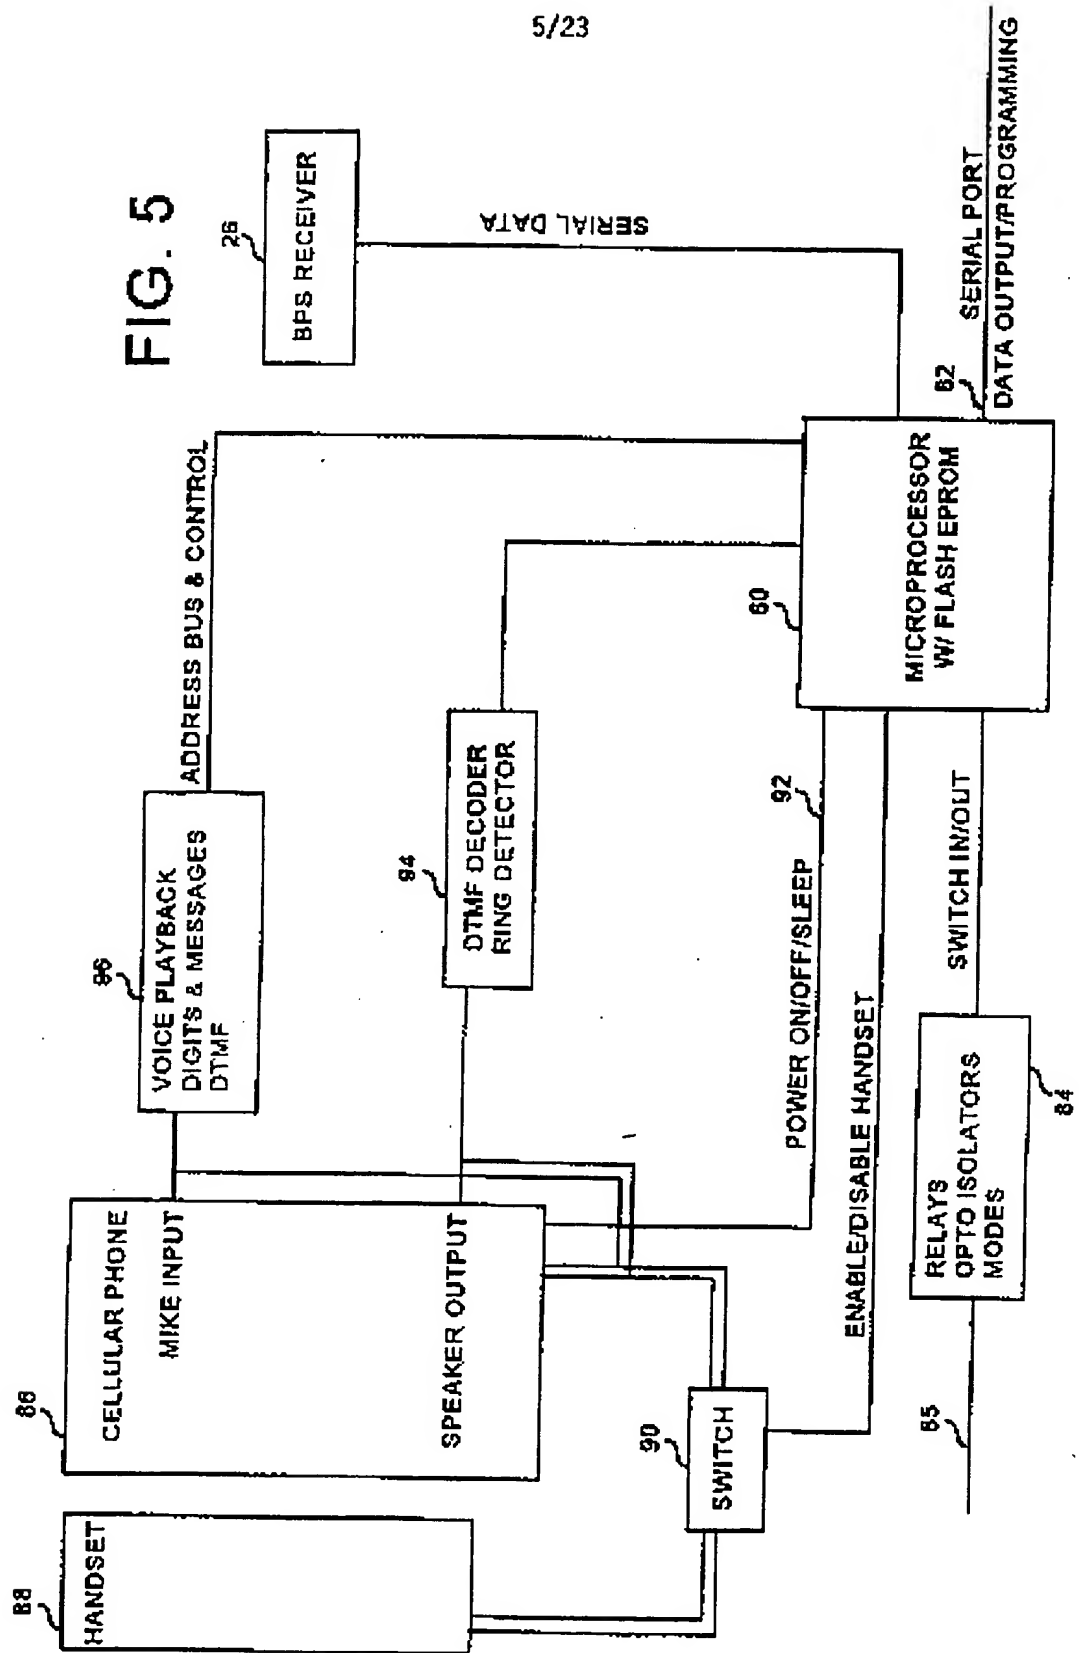 5/23
FIG. 5
26
BPS RECEIVER
SERIAL DATA
ADDRESS BUS & CONTROL
96
VOICE PLAYBACK
DIGITS & MESSAGES
DTMF
94
DTMF DECODER
RING DETECTOR
86
CELLULAR PHONE
MIKE INPUT
SPEAKER OUTPUT
88
HANDSET
90
SWITCH
POWER ON/OFF/SLEEP
92
ENABLE/DISABLE HANDSET
80
MICROPROCESSOR
W/ FLASH EPROM
82
SERIAL PORT
DATA OUTPUT/PROGRAMMING
SWITCH IN/OUT
RELAYS
OPTO ISOLATORS
MODES
84
85